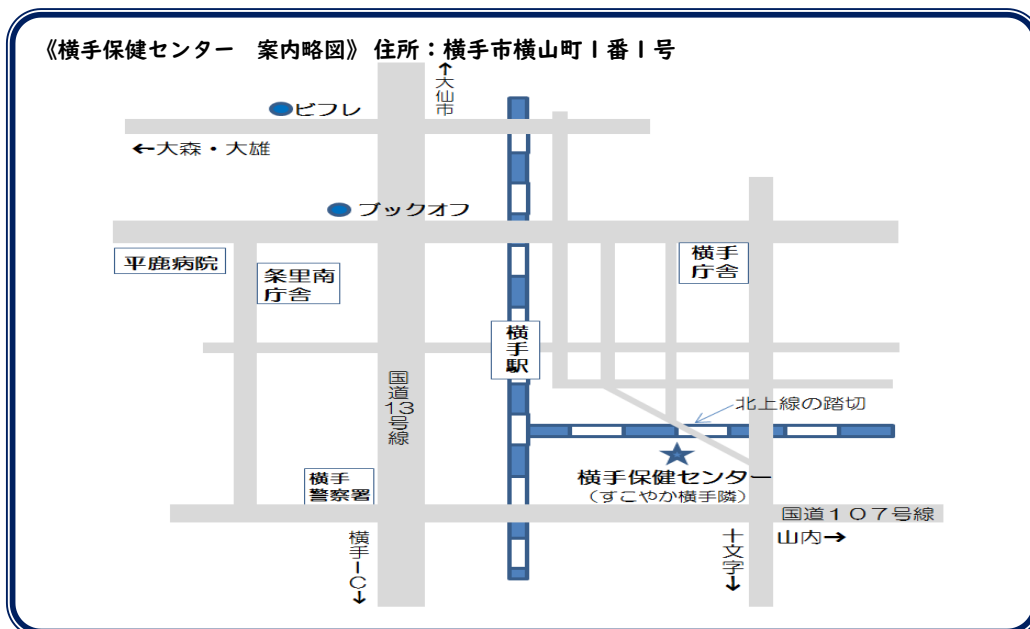 《横手保健センター　案内略図》 住所：横手市横山町１番１号
↑大仙市
ビフレ
←大森・大雄
ブックオフ
平鹿病院
条里南
庁舎
横手
庁舎
横手駅
国道13号線
北上線の踏切
横手
警察署
横手保健センター
（すこやか横手隣）
国道１０７号線
横手IC↓
十文字↓
山内→